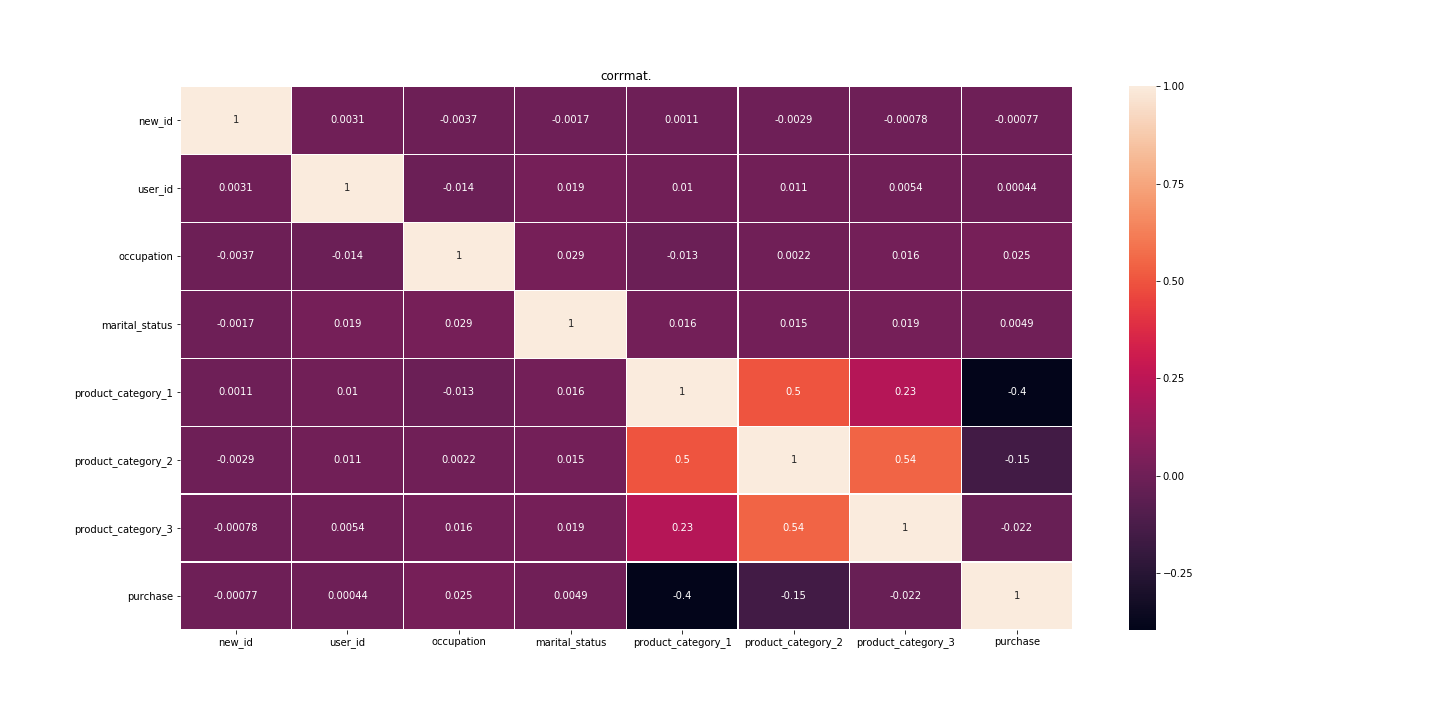 corrmat.
new_id 1 0.0031 -0.0037 -0.0017 0.0011 -0.0029 -0.00078 -0.00077
user_id 0.0031 1 -0.014 0.019 0.01 0.011 0.0054 0.00044
occupation -0.0037 -0.014 1 0.029 -0.013 0.0022 0.016 0.025
marital_status -0.0017 0.019 0.029 1 0.016 0.015 0.019 0.0049
product_category_1 0.0011 0.01 -0.013 0.016 1 0.5 0.23 -0.4
product_category_2 -0.0029 0.011 0.0022 0.015 0.5 1 0.54 -0.15
product_category_3 -0.00078 0.0054 0.016 0.019 0.23 0.54 1 -0.022
purchase -0.00077 0.00044 0.025 0.0049 -0.4 -0.15 -0.022 1
new_id user_id occupation marital_status product_category_1 product_category_2 product_category_3 purchase
1.00
0.75
0.50
0.25
0.00
−0.25